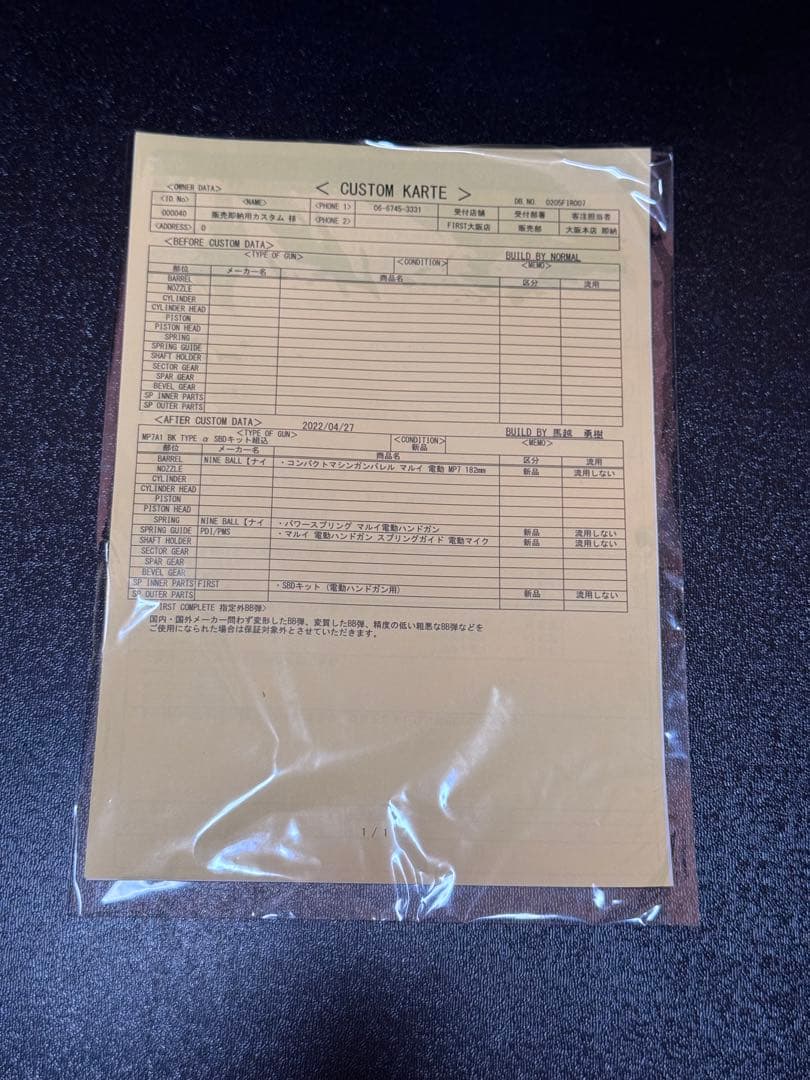 < CUSTOM KARTE >
<OWNER DATA> DB.NO. 0205FIR007
<ID.No> <NAME> <PHONE 1> 06-6745-3331 受付店舗 受付部署 客注担当者
000040 販売即納用カスタム 様 <PHONE 2> FIRST大阪店 販売部 大阪本店 即納
<ADDRESS> 0
<BEFORE CUSTOM DATA> BUILD BY NORMAL
<TYPE OF GUN> <CONDITION> <MEMO>
部位 メーカー名 商品名 区分 流用
BARREL
NOZZLE
CYLINDER
CYLINDER HEAD
PISTON
PISTON HEAD
SPRING
SPRING GUIDE
SHAFT HOLDER
SECTOR GEAR
SPAR GEAR
BEVEL GEAR
SP INNER PARTS
SP OUTER PARTS
<AFTER CUSTOM DATA> 2022/04/27 BUILD BY 馬越 勇樹
<TYPE OF GUN> <CONDITION> <MEMO>
MP7A1 BK TYPE α SBDキット組込 新品
部位 メーカー名 商品名 区分 流用
BARREL NINE BALL【ナイ ・コンパクトマシンガンバレル マルイ 電動 MP7 182mm 新品 流用しない
NOZZLE
CYLINDER
CYLINDER HEAD
PISTON
PISTON HEAD
SPRING NINE BALL【ナイ ・パワースプリング マルイ電動ハンドガン 新品 流用しない
SPRING GUIDE PDI/PMS ・マルイ 電動ハンドガン スプリングガイド 電動マイク 新品 流用しない
SHAFT HOLDER
SECTOR GEAR
SPAR GEAR
BEVEL GEAR
SP INNER PARTS FIRST ・SBDキット（電動ハンドガン用） 新品 流用しない
SP OUTER PARTS
IRST COMPLETE 指定外BB弾>
国内・国外メーカー問わず変形したBB弾、変質したBB弾、精度の低い粗悪なBB弾などを
ご使用になられた場合は保証対象外とさせていただきます。
1/1